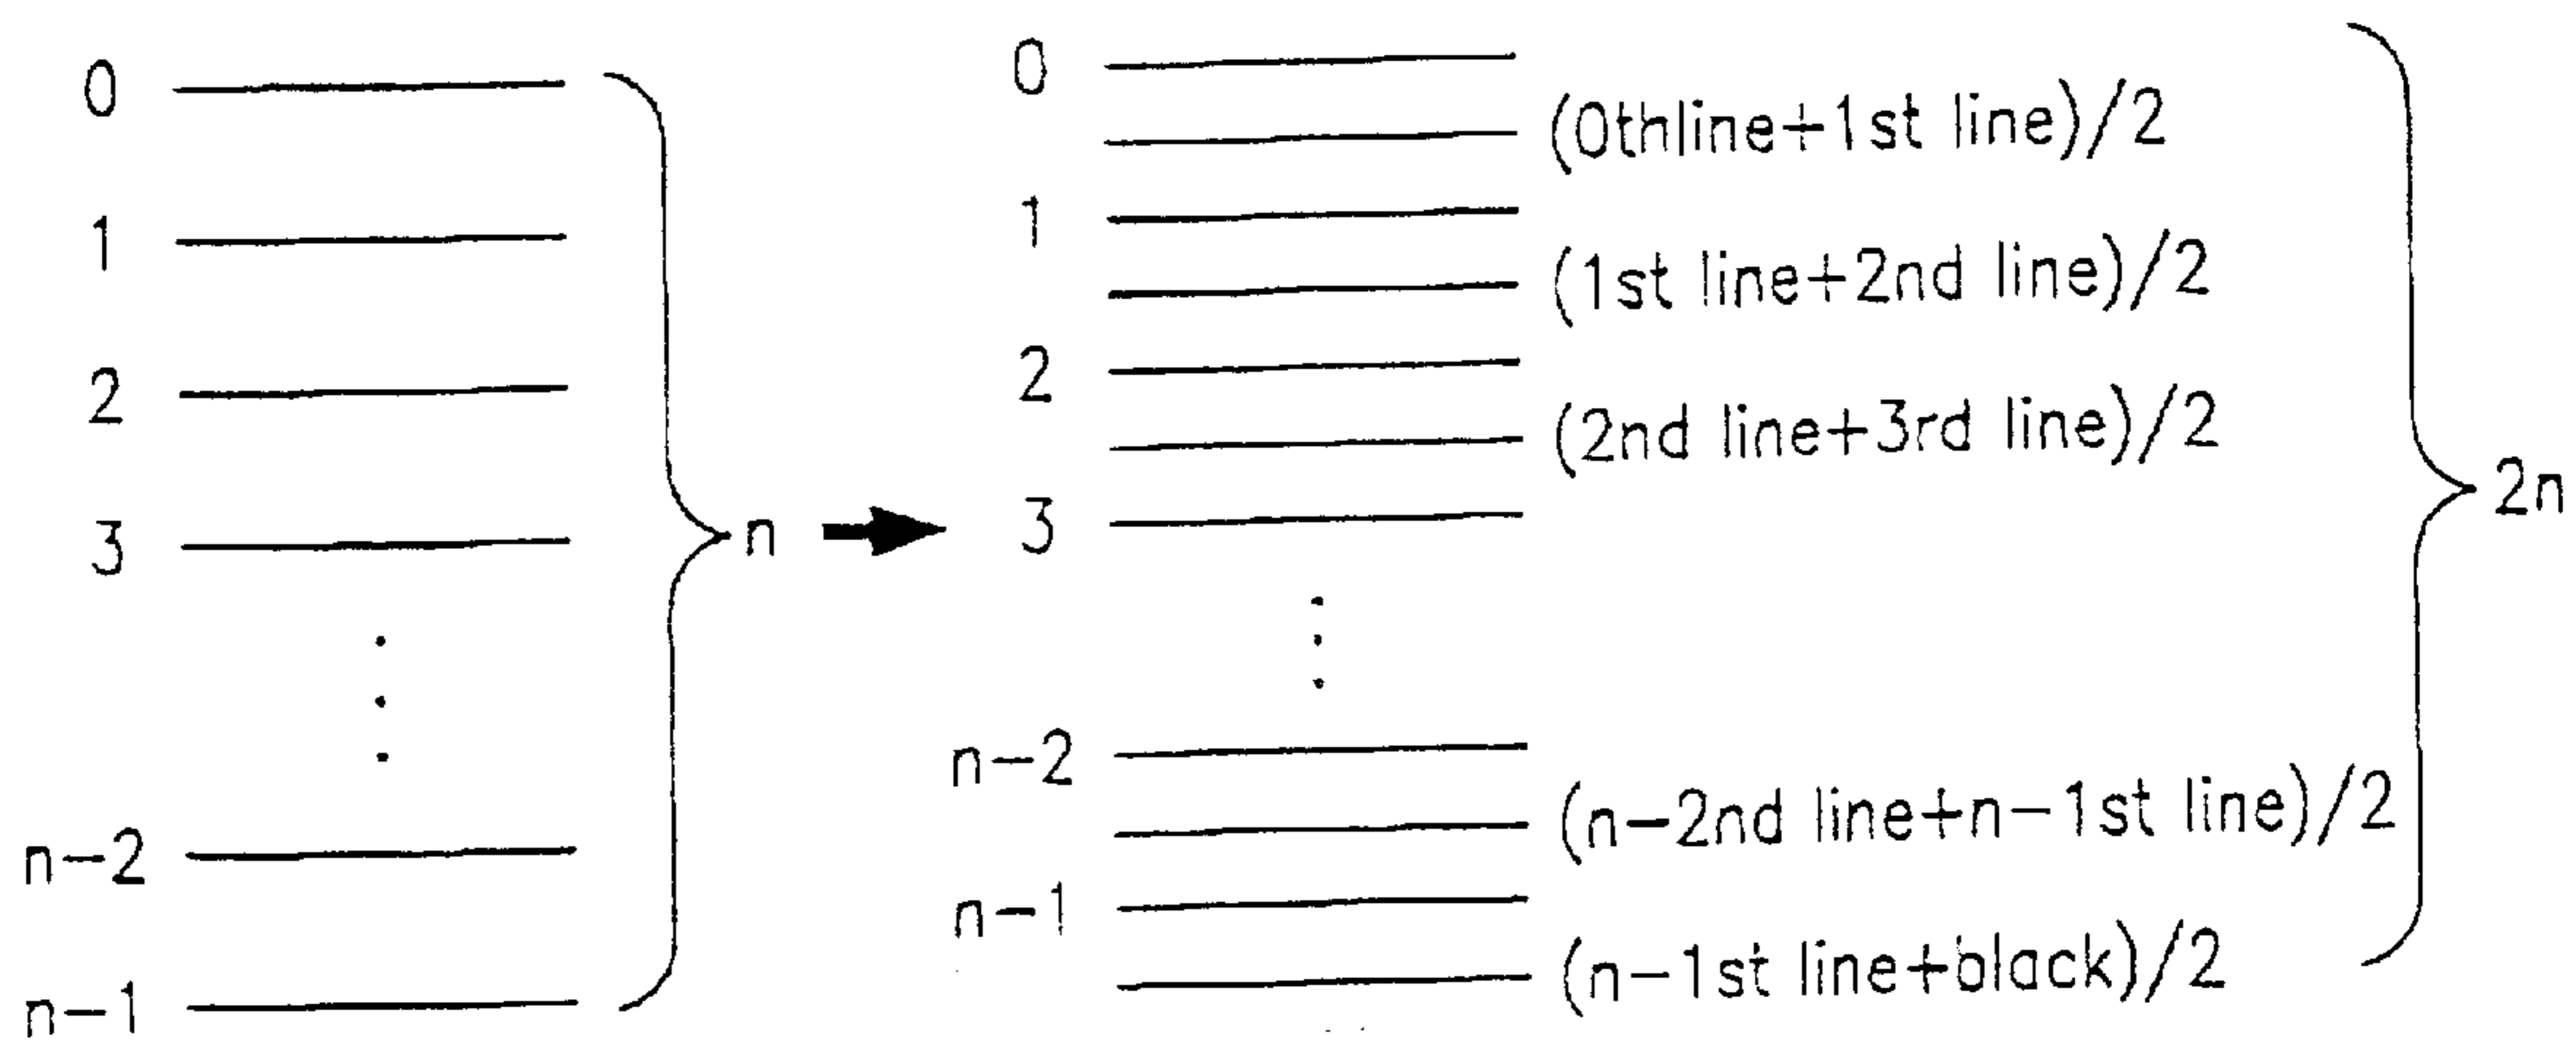 0
1
2
3
n-2
n-1
n
0
(0thline+1st line)/2
1
(1st line+2nd line)/2
2
(2nd line+3rd line)/2
3
n-2
(n-2nd line+n-1st line)/2
n-1
(n-1st line+black)/2
2n